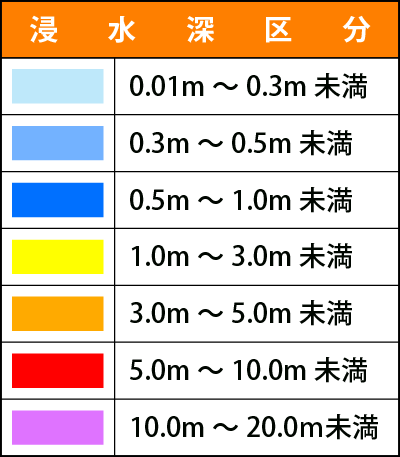 浸水深区分
0.01m ～ 0.3m 未満
0.3m ～ 0.5m 未満
0.5m ～ 1.0m 未満
1.0m ～ 3.0m 未満
3.0m ～ 5.0m 未満
5.0m ～ 10.0m 未満
10.0m ～ 20.0m未満